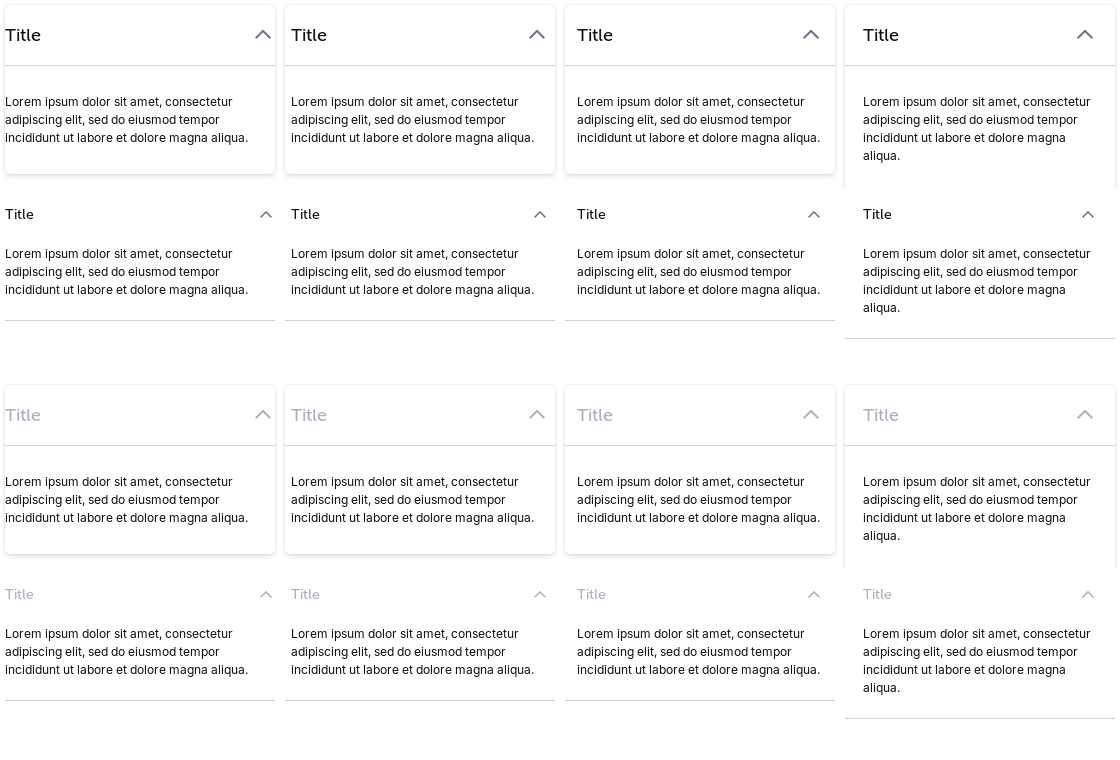 Title
Lorem ipsum dolor sit amet, consectetur
adipiscing elit, sed do eiusmod tempor
incididunt ut labore et dolore magna aliqua.
Title
Lorem ipsum dolor sit amet, consectetur
adipiscing elit, sed do eiusmod tempor
incididunt ut labore et dolore magna aliqua.
Title
Lorem ipsum dolor sit amet, consectetur
adipiscing elit, sed do eiusmod tempor
incididunt ut labore et dolore magna aliqua.
Title
Lorem ipsum dolor sit amet, consectetur
adipiscing elit, sed do eiusmod tempor
incididunt ut labore et dolore magna
aliqua.
Title
Lorem ipsum dolor sit amet, consectetur
adipiscing elit, sed do eiusmod tempor
incididunt ut labore et dolore magna aliqua.
Title
Lorem ipsum dolor sit amet, consectetur
adipiscing elit, sed do eiusmod tempor
incididunt ut labore et dolore magna aliqua.
Title
Lorem ipsum dolor sit amet, consectetur
adipiscing elit, sed do eiusmod tempor
incididunt ut labore et dolore magna aliqua.
Title
Lorem ipsum dolor sit amet, consectetur
adipiscing elit, sed do eiusmod tempor
incididunt ut labore et dolore magna
aliqua.
Title
Lorem ipsum dolor sit amet, consectetur
adipiscing elit, sed do eiusmod tempor
incididunt ut labore et dolore magna aliqua.
Title
Lorem ipsum dolor sit amet, consectetur
adipiscing elit, sed do eiusmod tempor
incididunt ut labore et dolore magna aliqua.
Title
Lorem ipsum dolor sit amet, consectetur
adipiscing elit, sed do eiusmod tempor
incididunt ut labore et dolore magna aliqua.
Title
Lorem ipsum dolor sit amet, consectetur
adipiscing elit, sed do eiusmod tempor
incididunt ut labore et dolore magna
aliqua.
Title
Lorem ipsum dolor sit amet, consectetur
adipiscing elit, sed do eiusmod tempor
incididunt ut labore et dolore magna aliqua.
Title
Lorem ipsum dolor sit amet, consectetur
adipiscing elit, sed do eiusmod tempor
incididunt ut labore et dolore magna aliqua.
Title
Lorem ipsum dolor sit amet, consectetur
adipiscing elit, sed do eiusmod tempor
incididunt ut labore et dolore magna aliqua.
Title
Lorem ipsum dolor sit amet, consectetur
adipiscing elit, sed do eiusmod tempor
incididunt ut labore et dolore magna
aliqua.